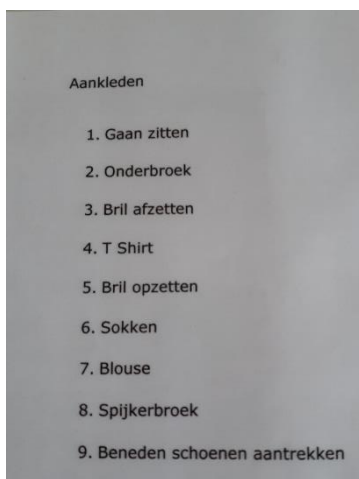 Aankleden
1. Gaan zitten
2. Onderbroek
3. Bril afzetten
4. T Shirt
5. Bril opzetten
6. Sokken
7. Blouse
8. Spijkerbroek
9. Beneden schoenen aantrekken